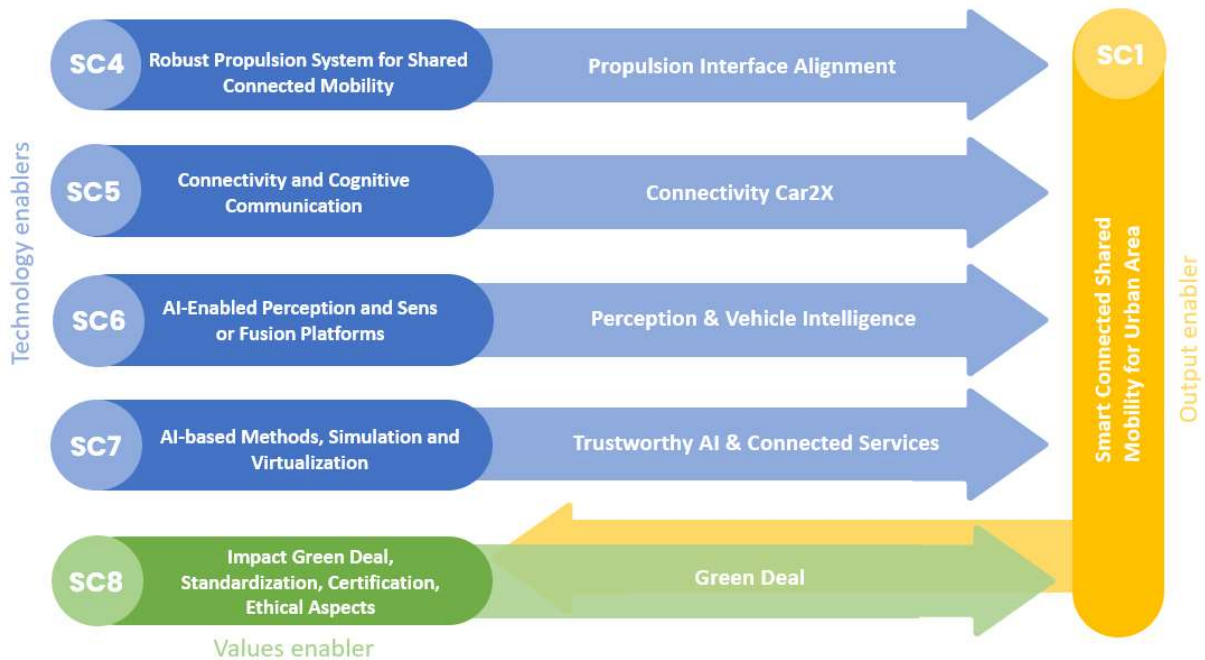 Technology enablers
SC4
Robust Propulsion System for Shared
Connected Mobility
Propulsion Interface Alignment
SC5
Connectivity and Cognitive
Communication
Connectivity Car2X
SC6
AI-Enabled Perception and Sens
or Fusion Platforms
Perception & Vehicle Intelligence
SC7
AI-based Methods, Simulation and
Virtualization
Trustworthy AI & Connected Services
SC8
Impact Green Deal,
Standardization, Certification,
Ethical Aspects
Green Deal
Values enabler
SC1
Smart Connected Shared
Mobility for Urban Area
Output enabler